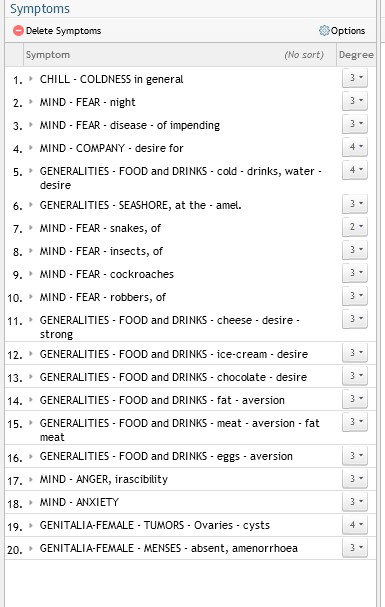 Symptoms
Delete Symptoms Options
Symptom (No sort) Degree
1. CHILL - COLDNESS in general 3
2. MIND - FEAR - night 3
3. MIND - FEAR - disease - of impending 3
4. MIND - COMPANY - desire for 4
5. GENERALITIES - FOOD and DRINKS - cold - drinks, water - 4
desire
6. GENERALITIES - SEASHORE, at the - amel. 3
7. MIND - FEAR - snakes, of 2
8. MIND - FEAR - insects, of 3
9. MIND - FEAR - cockroaches 3
10. MIND - FEAR - robbers, of 3
11. GENERALITIES - FOOD and DRINKS - cheese - desire - 3
strong
12. GENERALITIES - FOOD and DRINKS - ice-cream - desire 3
13. GENERALITIES - FOOD and DRINKS - chocolate - desire 3
14. GENERALITIES - FOOD and DRINKS - fat - aversion 3
15. GENERALITIES - FOOD and DRINKS - meat - aversion - fat 3
meat
16. GENERALITIES - FOOD and DRINKS - eggs - aversion 3
17. MIND - ANGER, irascibility 3
18. MIND - ANXIETY 3
19. GENITALIA-FEMALE - TUMORS - Ovaries - cysts 4
20. GENITALIA-FEMALE - MENSES - absent, amenorrhoea 3